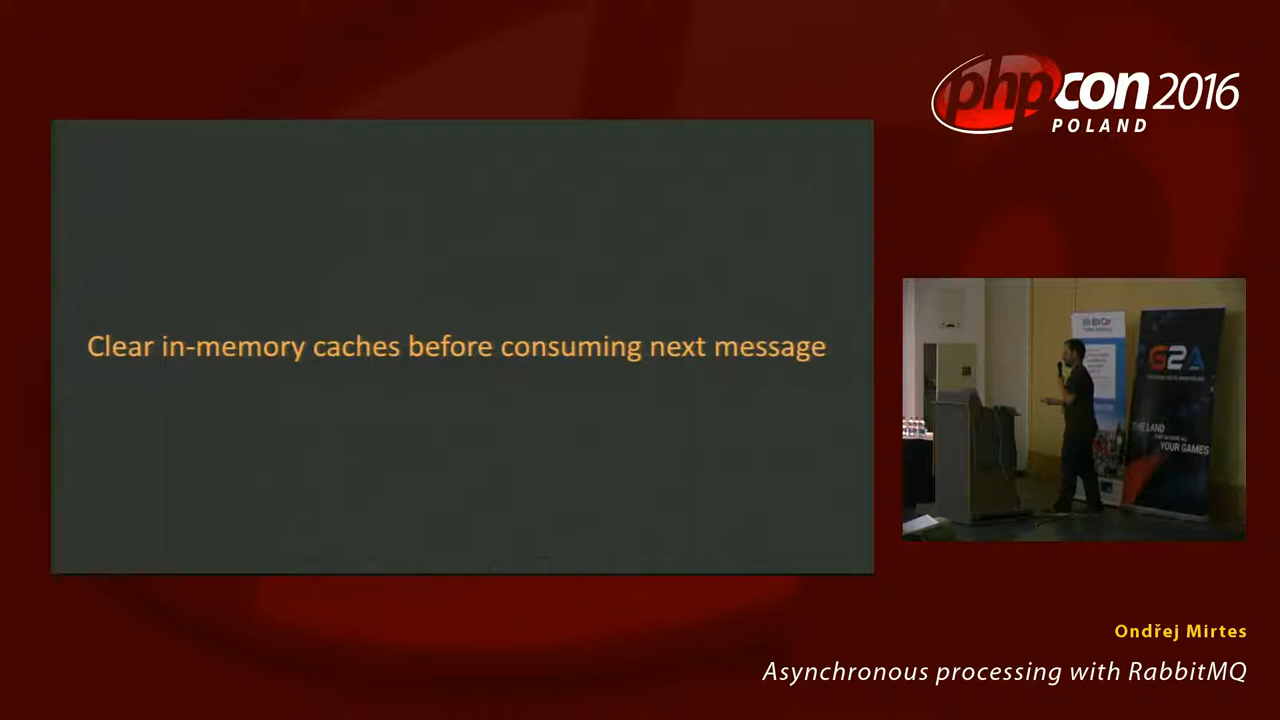 phpcon 2016
POLAND
Clear in-memory caches before consuming next message
G2A
THE LAND
YOUR GAMES
Ondřej Mirtes
Asynchronous processing with RabbitMQ